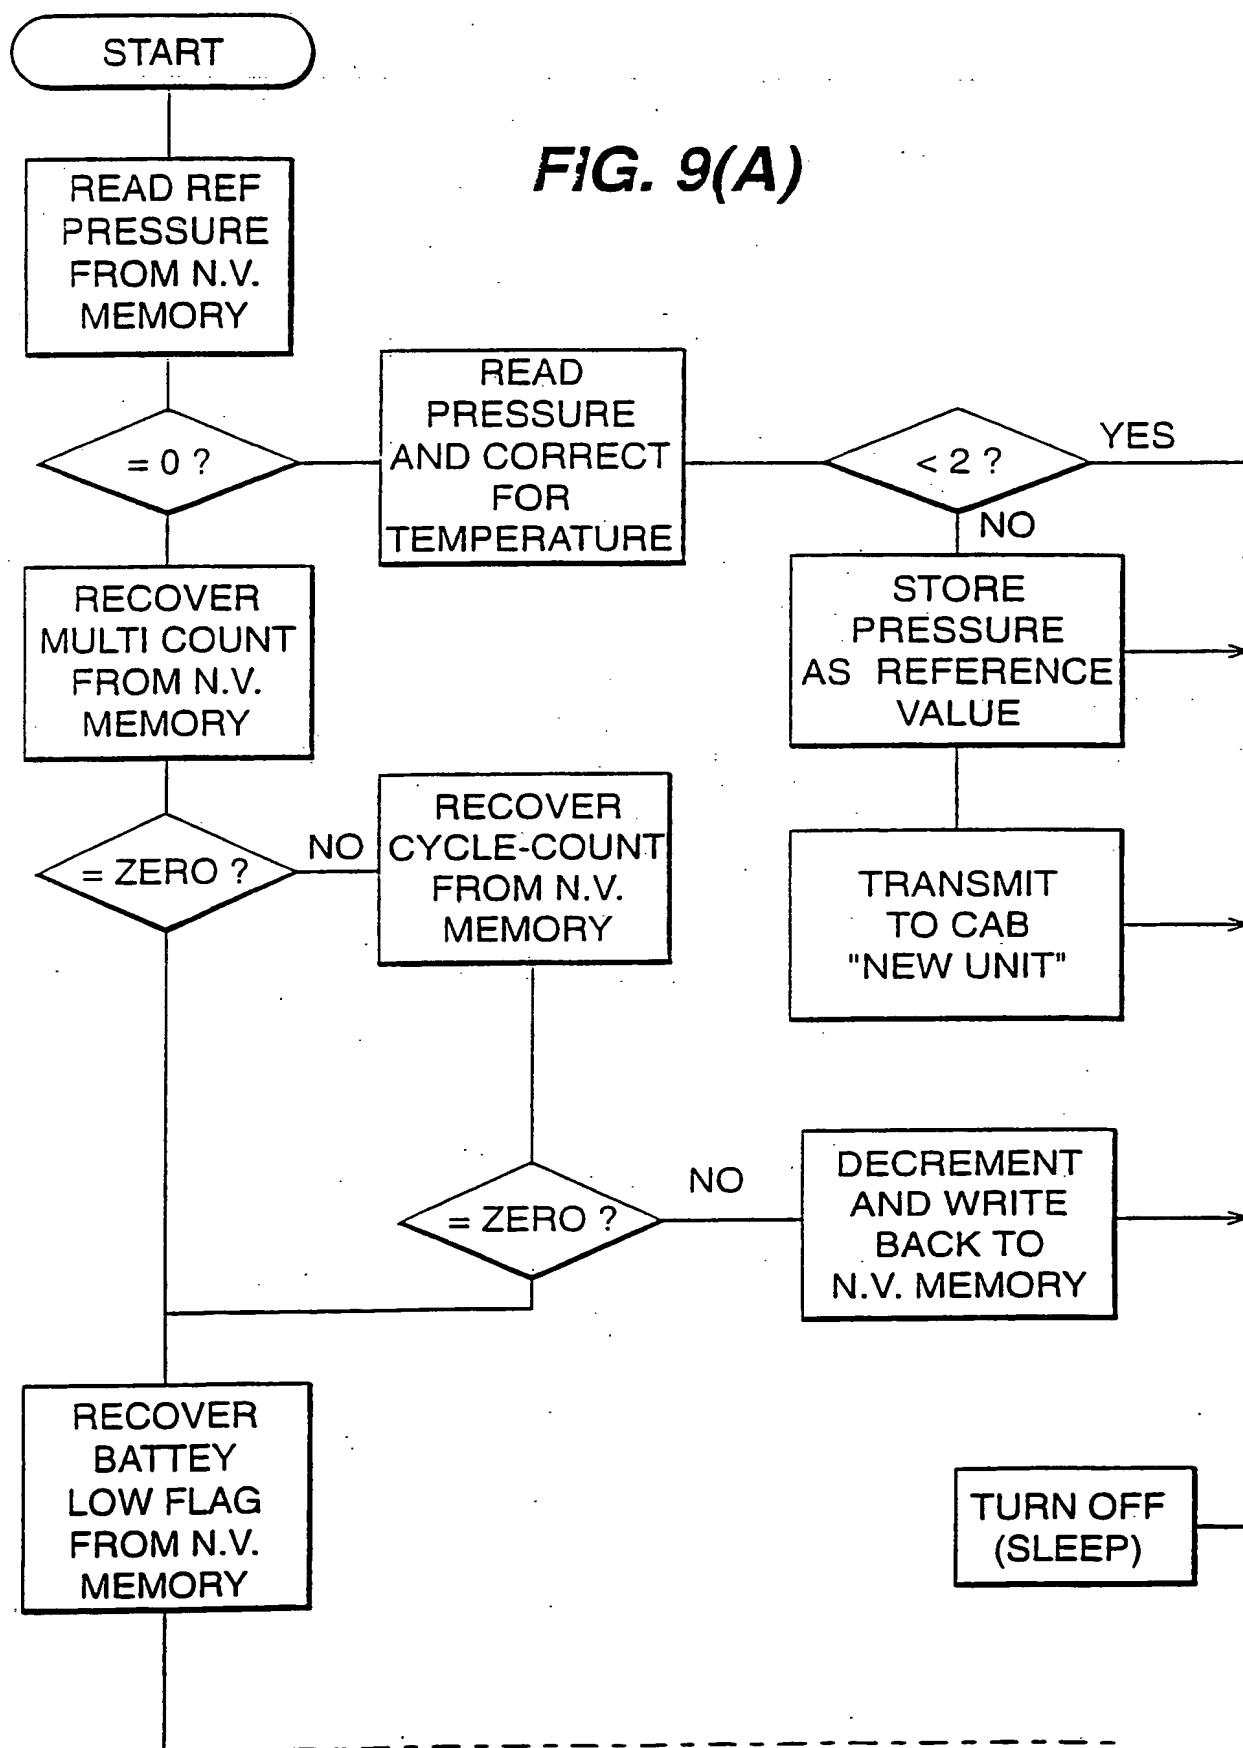 START
FIG. 9(A)
READ REF
PRESSURE
FROM N.V.
MEMORY
= 0 ?
READ
PRESSURE
AND CORRECT
FOR
TEMPERATURE
< 2 ?
YES
NO
STORE
PRESSURE
AS REFERENCE
VALUE
RECOVER
MULTI COUNT
FROM N.V.
MEMORY
= ZERO ?
NO
RECOVER
CYCLE-COUNT
FROM N.V.
MEMORY
TRANSMIT
TO CAB
"NEW UNIT"
= ZERO ?
NO
DECREMENT
AND WRITE
BACK TO
N.V. MEMORY
RECOVER
BATTEY
LOW FLAG
FROM N.V.
MEMORY
TURN OFF
(SLEEP)